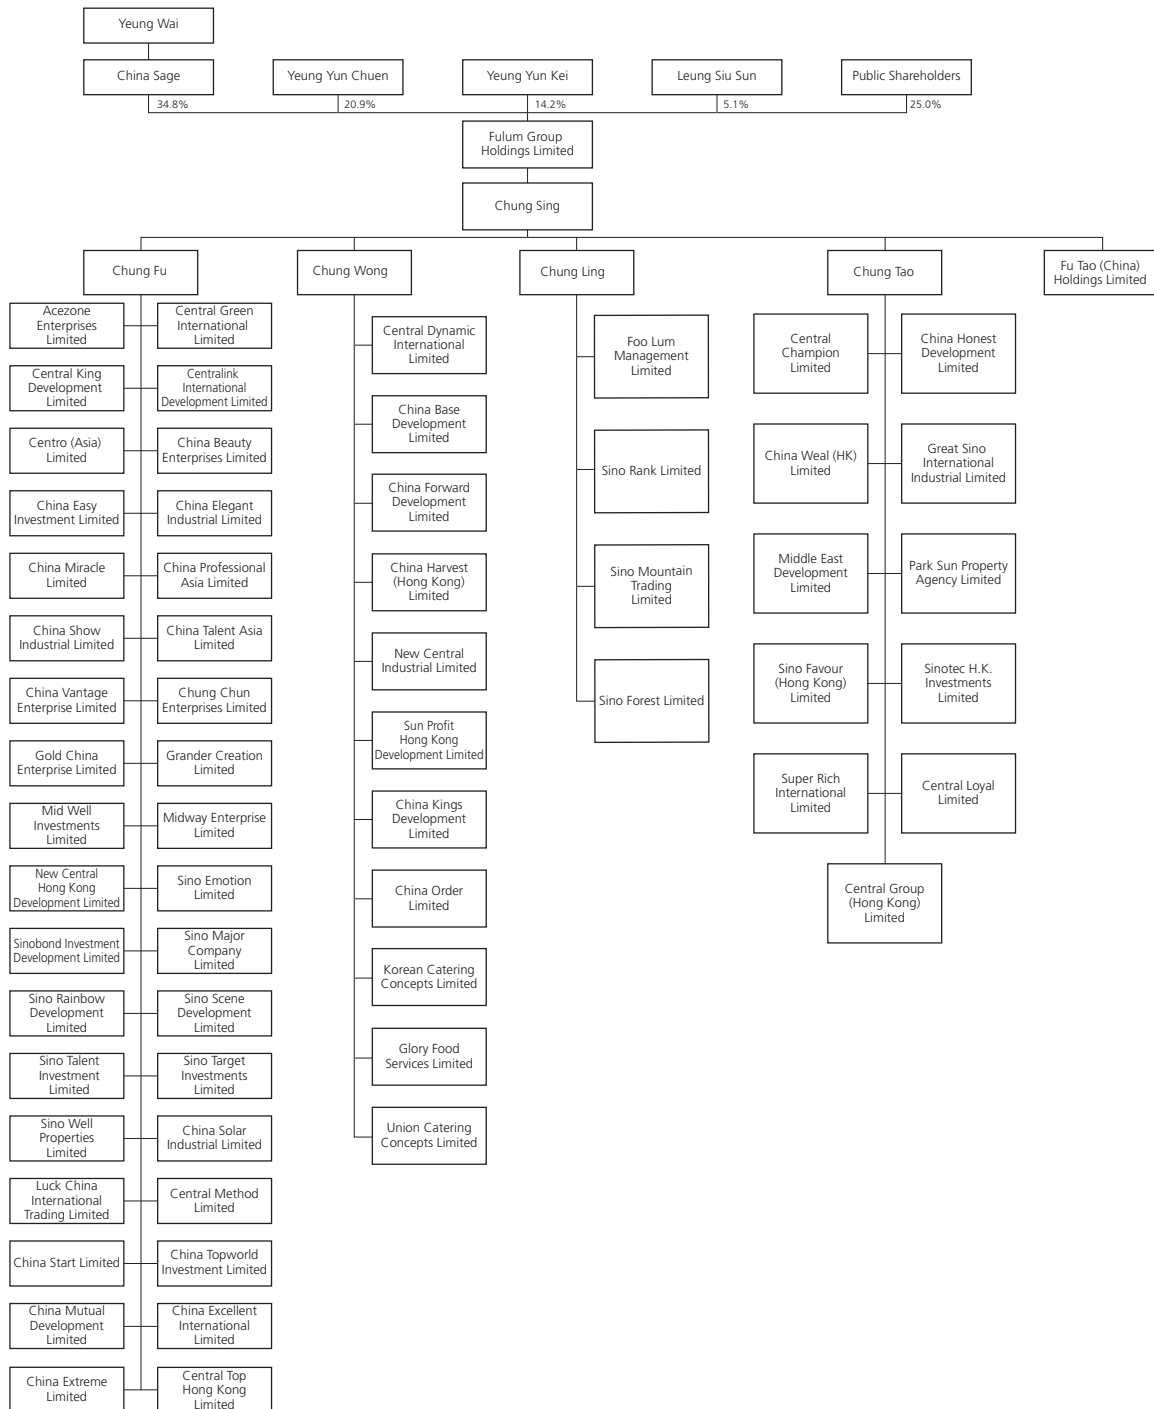 Yeung Wai
China Sage
Yeung Yun Chuen
Yeung Yun Kei
Leung Siu Sun
Public Shareholders
34.8%
20.9%
14.2%
5.1%
25.0%
Fulum Group
Holdings Limited
Chung Sing
Chung Fu
Chung Wong
Chung Ling
Chung Tao
Fu Tao (China)
Holdings Limited
Acezone
Enterprises
Limited
Central Green
International
Limited
Central King
Development
Limited
Centralink
International
Development Limited
Centro (Asia)
Limited
China Beauty
Enterprises Limited
China Easy
Investment Limited
China Elegant
Industrial Limited
China Miracle
Limited
China Professional
Asia Limited
China Show
Industrial Limited
China Talent Asia
Limited
China Vantage
Enterprise Limited
Chung Chun
Enterprises Limited
Gold China
Enterprise Limited
Grander Creation
Limited
Mid Well
Investments
Limited
Midway Enterprise
Limited
New Central
Hong Kong
Development Limited
Sino Emotion
Limited
Sinobond Investment
Development Limited
Sino Major
Company
Limited
Sino Rainbow
Development
Limited
Sino Scene
Development
Limited
Sino Talent
Investment
Limited
Sino Target
Investments
Limited
Sino Well
Properties
Limited
China Solar
Industrial Limited
Luck China
International
Trading Limited
Central Method
Limited
China Start Limited
China Topworld
Investment Limited
China Mutual
Development
Limited
China Excellent
International
Limited
China Extreme
Limited
Central Top
Hong Kong
Limited
Central Dynamic
International
Limited
China Base
Development
Limited
China Forward
Development
Limited
China Harvest
(Hong Kong)
Limited
New Central
Industrial Limited
Sun Profit
Hong Kong
Development Limited
China Kings
Development
Limited
China Order
Limited
Korean Catering
Concepts Limited
Glory Food
Services Limited
Union Catering
Concepts Limited
Foo Lum
Management
Limited
Sino Rank Limited
Sino Mountain
Trading
Limited
Sino Forest Limited
Central
Champion
Limited
China Honest
Development
Limited
China Weal (HK)
Limited
Great Sino
International
Industrial Limited
Middle East
Development
Limited
Park Sun Property
Agency Limited
Sino Favour
(Hong Kong)
Limited
Sinotec H.K.
Investments
Limited
Super Rich
International
Limited
Central Loyal
Limited
Central Group
(Hong Kong)
Limited